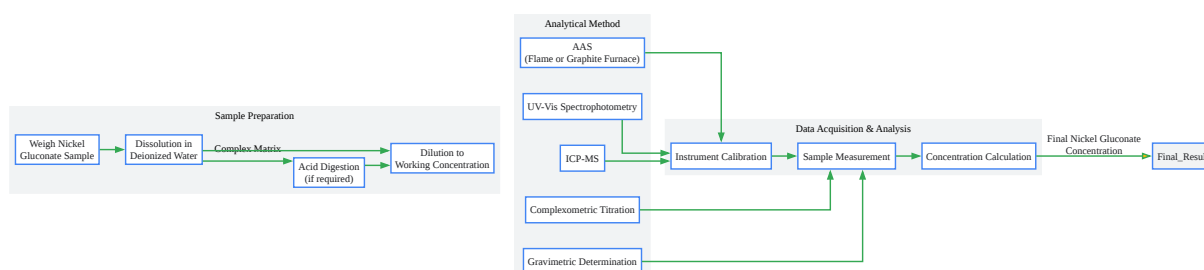 Sample Preparation
Weigh Nickel
Gluconate Sample
Dissolution in
Deionized Water
Complex Matrix
Acid Digestion
(if required)
Dilution to
Working Concentration
Analytical Method
AAS
(Flame or Graphite Furnace)
UV-Vis Spectrophotometry
ICP-MS
Complexometric Titration
Gravimetric Determination
Data Acquisition & Analysis
Instrument Calibration
Sample Measurement
Concentration Calculation
Final Nickel Gluconate
Concentration
Final_Result